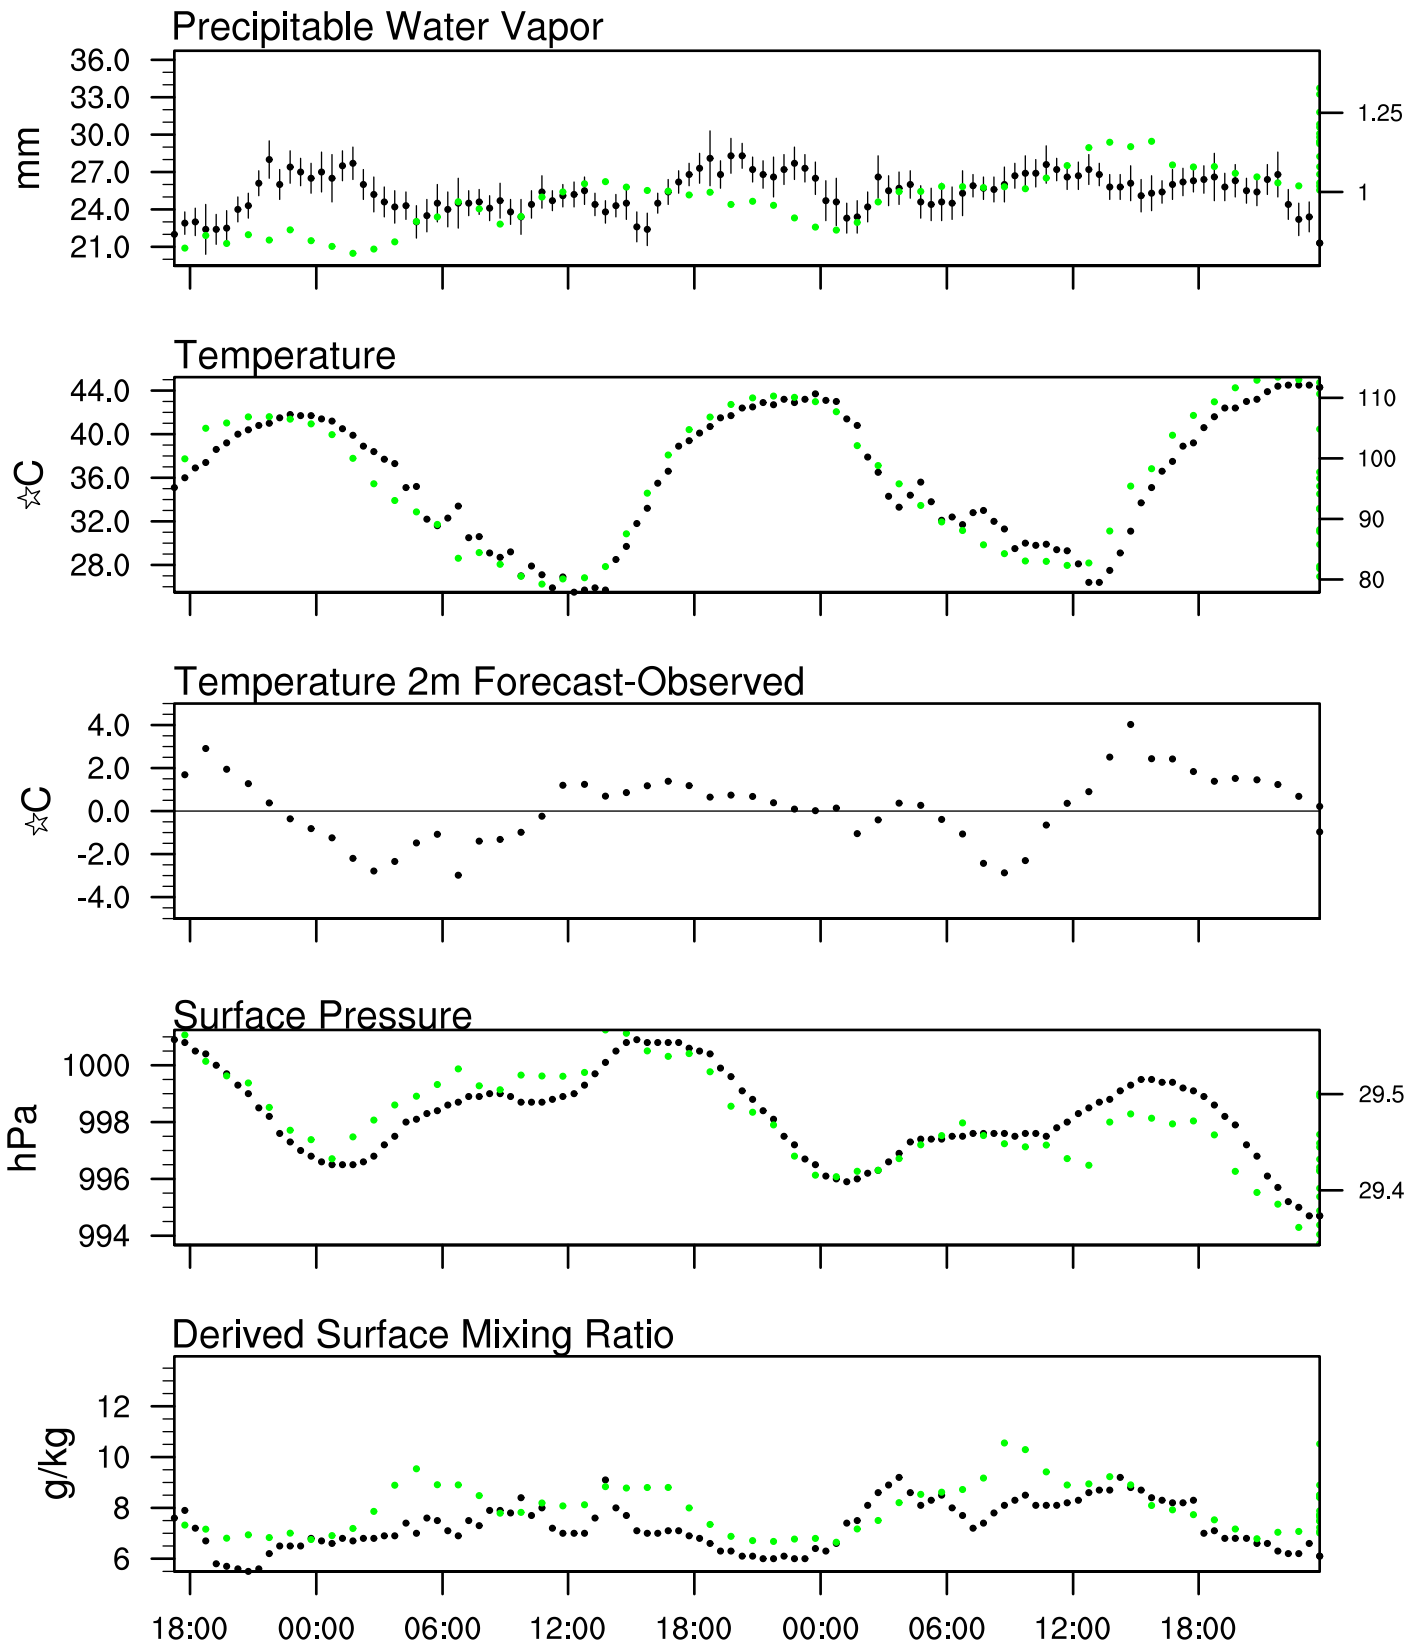 Precipitable Water Vapor
36.0
33.0
30.0
27.0
24.0
21.0
mm
1.25
1
Temperature
44.0
40.0
36.0
32.0
28.0
☆C
110
100
90
80
Temperature 2m Forecast-Observed
4.0
2.0
0.0
-2.0
-4.0
☆C
Surface Pressure
1000
998
996
994
hPa
29.5
29.4
Derived Surface Mixing Ratio
12
10
8
6
g/kg
18:00 00:00 06:00 12:00 18:00 00:00 06:00 12:00 18:00